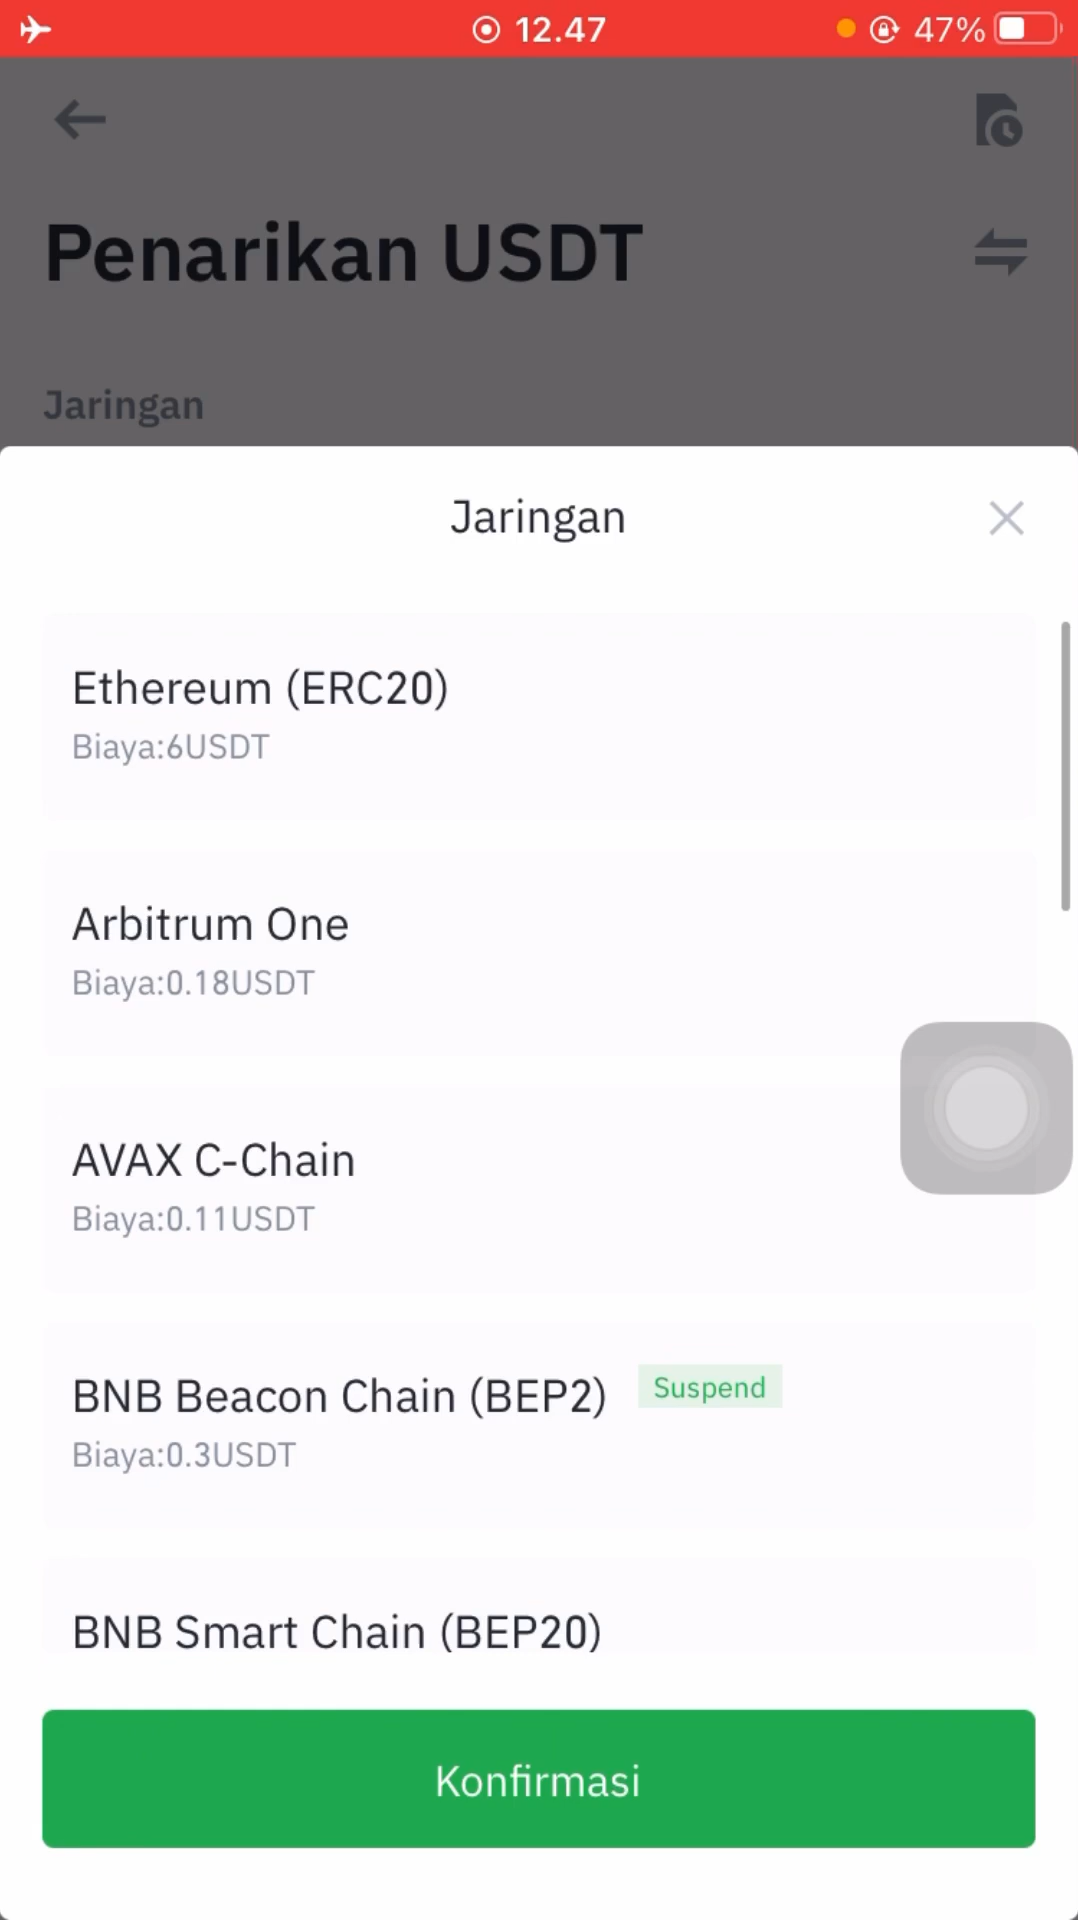 12.47
47%
Penarikan USDT
Jaringan
Jaringan
Ethereum (ERC20)
Biaya:6USDT
Arbitrum One
Biaya:0.18USDT
AVAX C-Chain
Biaya:0.11USDT
BNB Beacon Chain (BEP2) Suspend
Biaya:0.3USDT
BNB Smart Chain (BEP20)
Konfirmasi